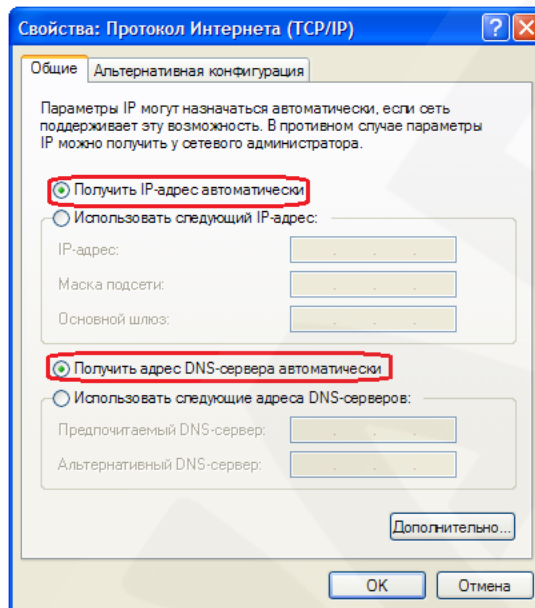 Свойства: Протокол Интернета (TCP/IP)
Общие
Альтернативная конфигурация
Параметры IP могут назначаться автоматически, если сеть
поддерживает эту возможность. В противном случае параметры
IP можно получить у сетевого администратора.
Получить IP-адрес автоматически
Использовать следующий IP-адрес:
IP-адрес:
Маска подсети:
Основной шлюз:
Получить адрес DNS-сервера автоматически
Использовать следующие адреса DNS-серверов:
Предпочитаемый DNS-сервер:
Альтернативный DNS-сервер:
Дополнительно...
OK
Отмена